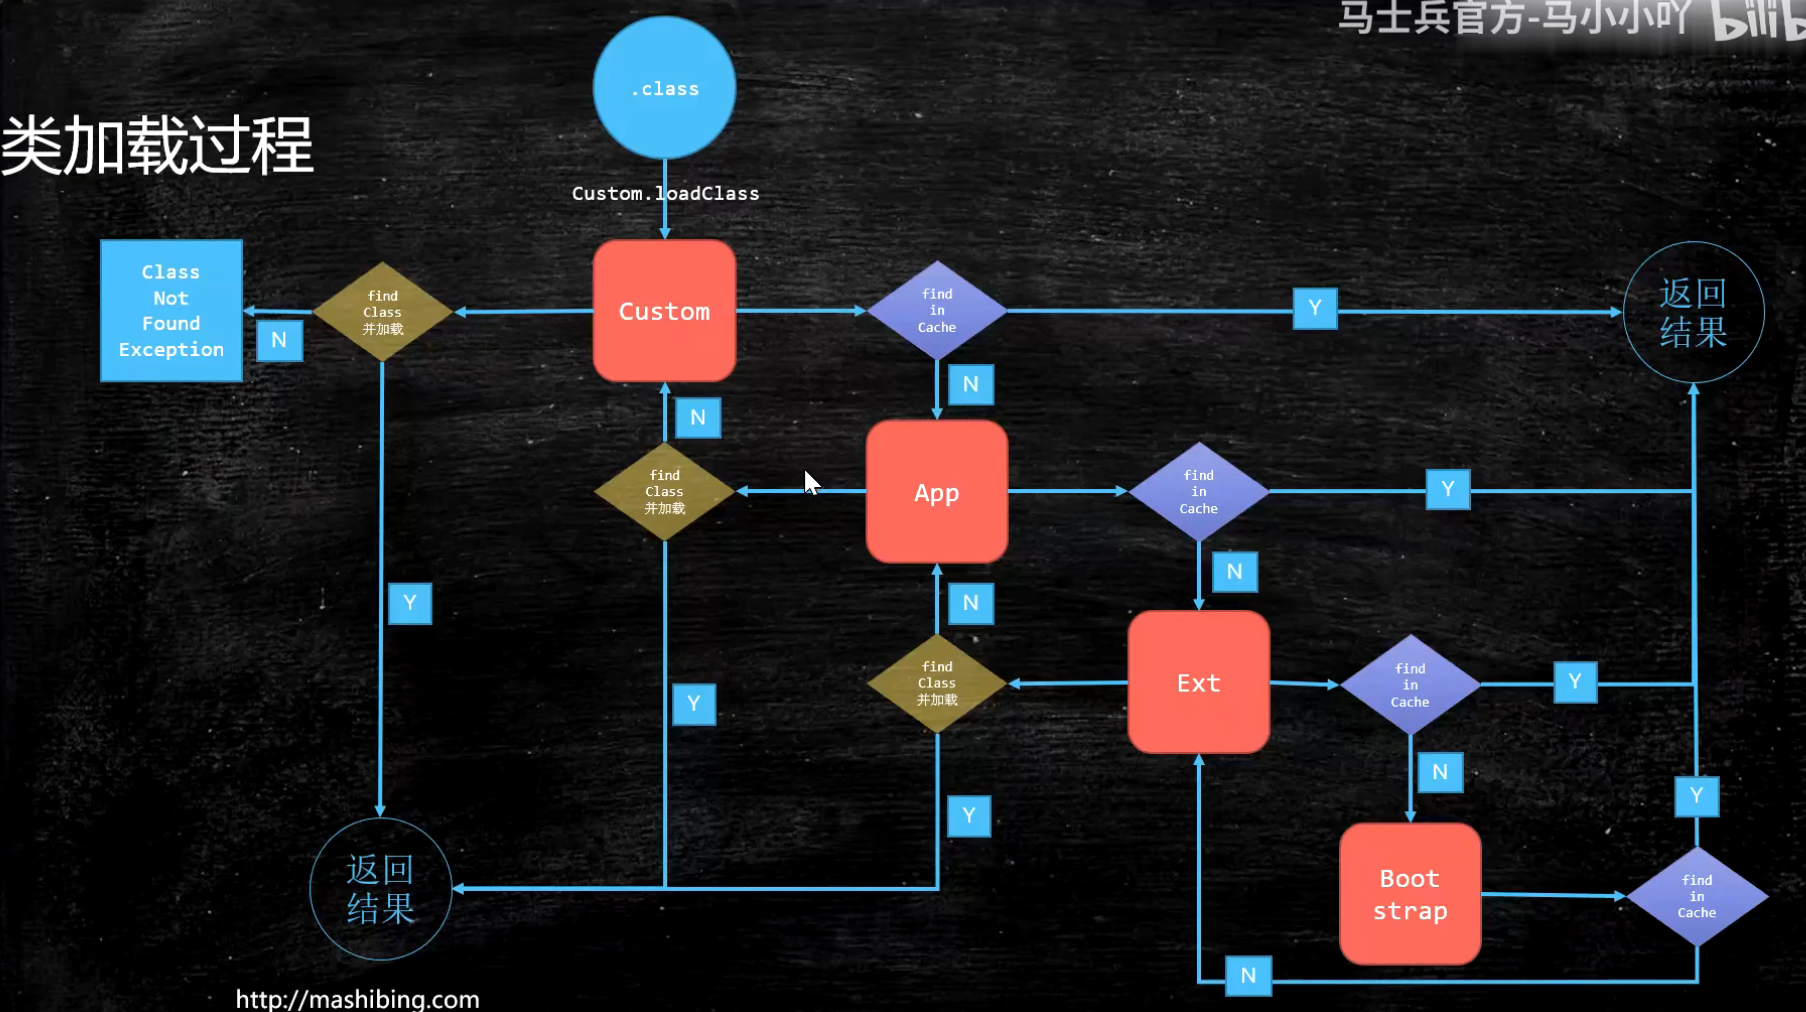 马士兵官方-马小小吖 bilib
.class
类加载过程
Custom.loadClass
Class
Not
Found
Exception
N
find
Class
并加载
Custom
find
in
Cache
Y
返回
结果
N
N
find
Class
并加载
App
find
in
Cache
Y
N
Y
N
find
Class
并加载
Ext
find
in
Cache
Y
Y
N
Y
Y
返回
结果
Boot
strap
find
in
Cache
N
http://mashibing.com